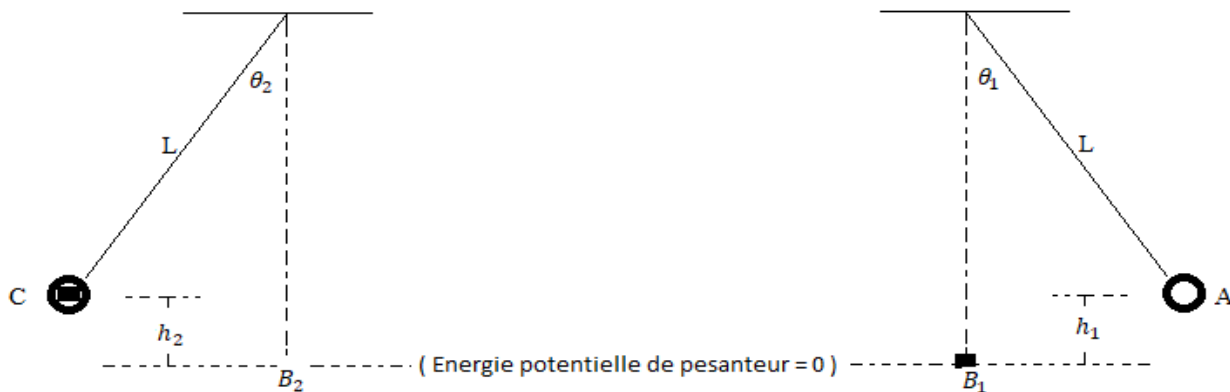 θ₂ θ₁
L L
C A
h₂ h₁
( Energie potentielle de pesanteur = 0 )
B₂ B₁